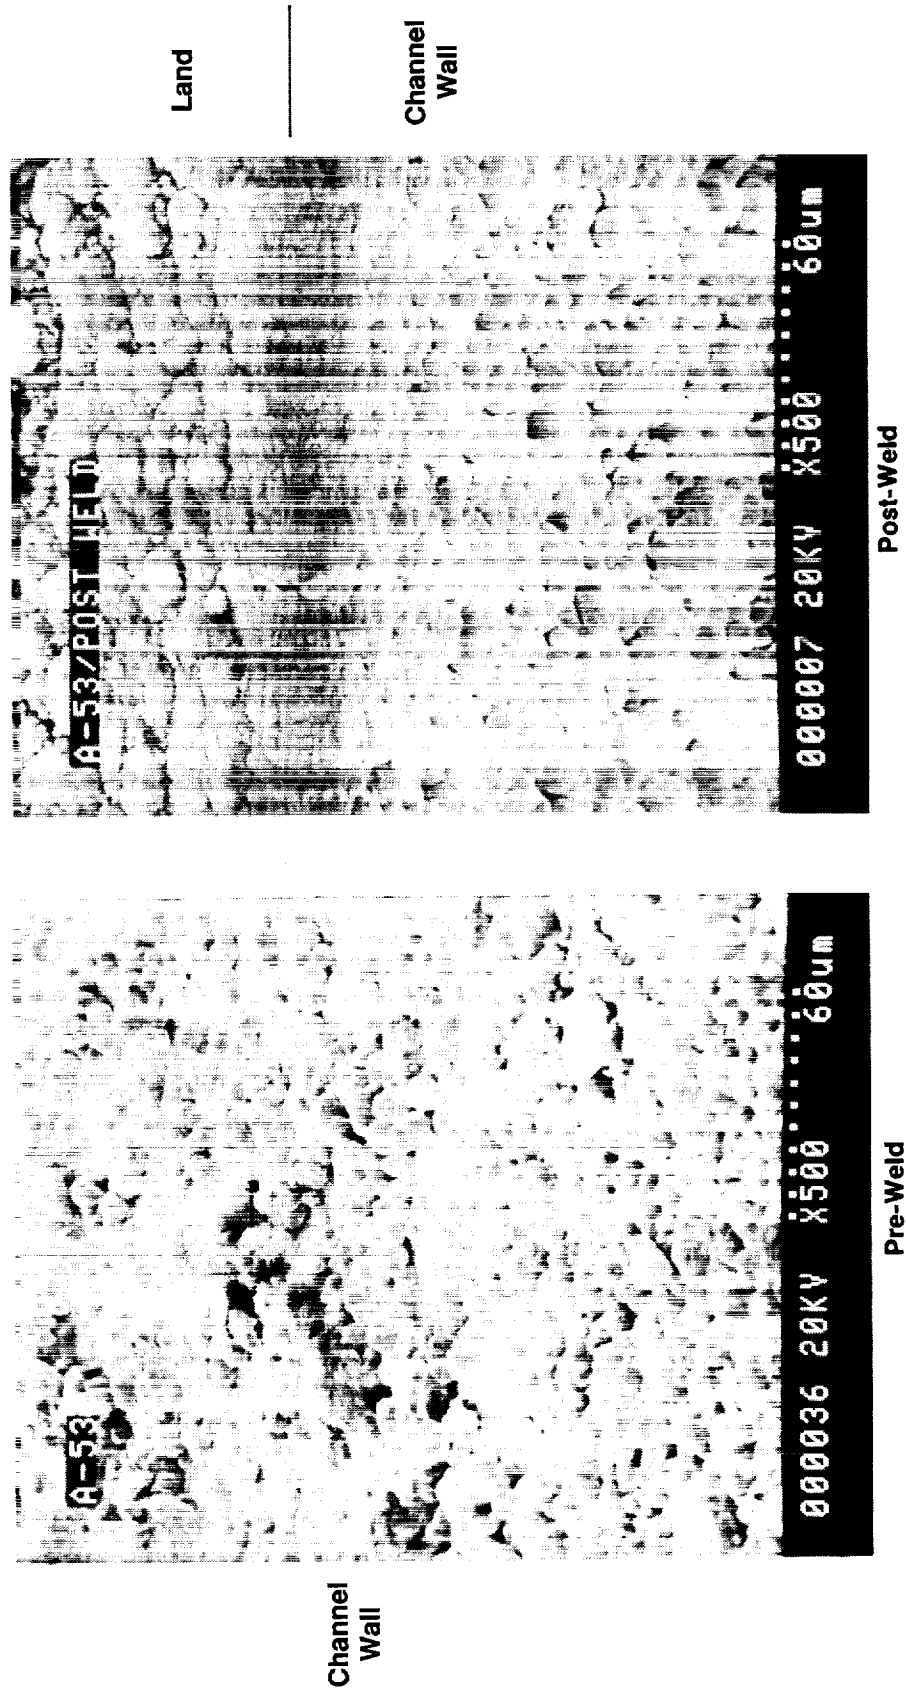 Channel
Wall
A-53
000036 20KV X500 60um
Pre-Weld
A-53/POST WELD
000007 20KV X500 60um
Post-Weld
Land
Channel
Wall